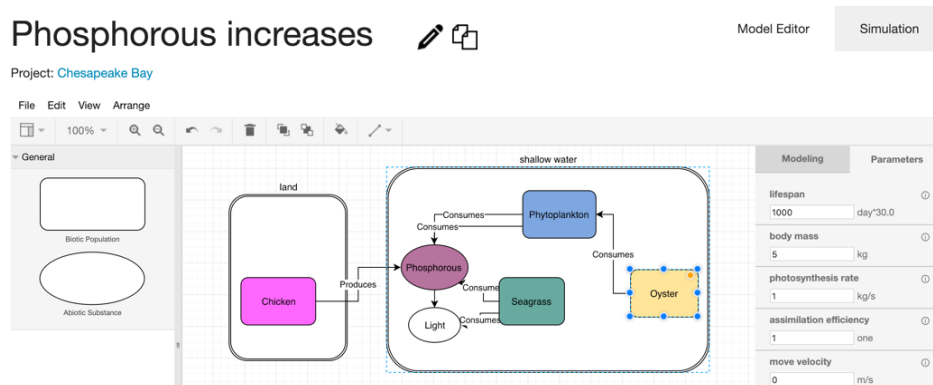 Phosphorous increases
Model Editor
Simulation
Project: Chesapeake Bay
File Edit View Arrange
100%
General
Biotic Population
Abiotic Substance
land
Chicken
Produces
shallow water
Consumes
Consumes
Phytoplankton
Consumes
Phosphorous
Consume
Seagrass
Oyster
Light
Consumes
Modeling
Parameters
lifespan
1000 day*30.0
body mass
5 kg
photosynthesis rate
1 kg/s
assimilation efficiency
1 one
move velocity
0 m/s